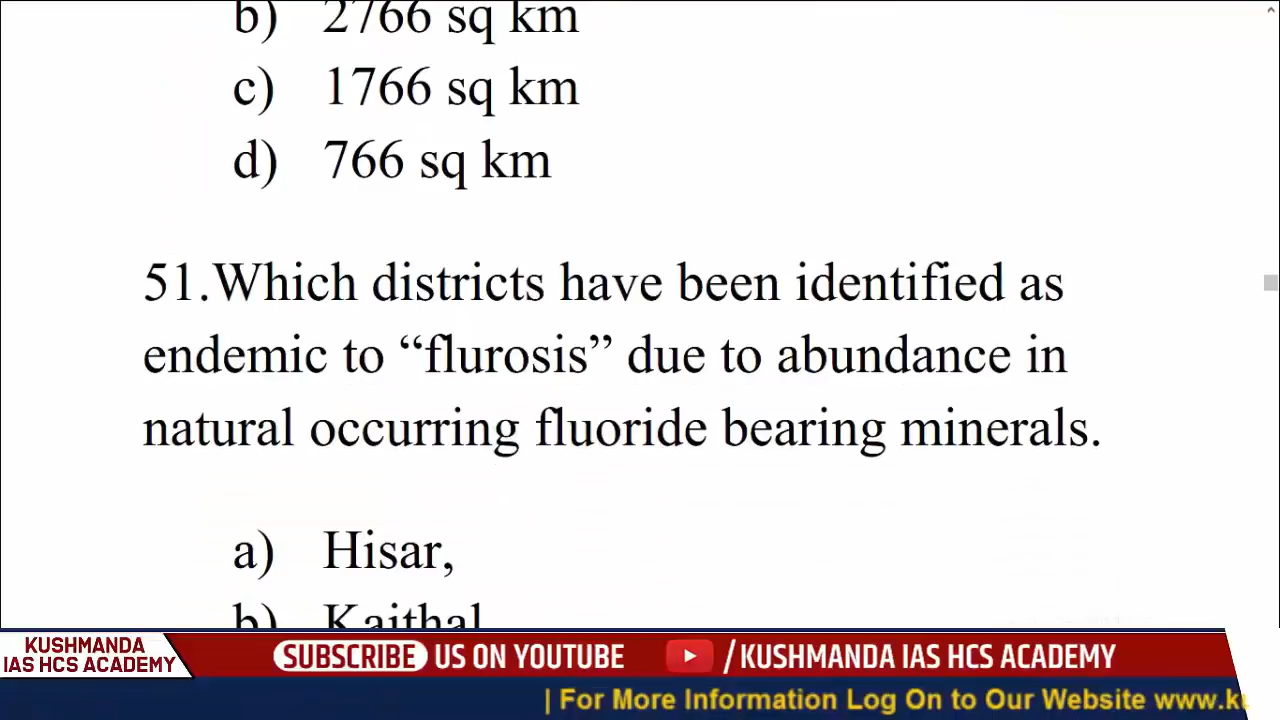 b) 2766 sq km
c) 1766 sq km
d) 766 sq km
51.Which districts have been identified as
endemic to “flurosis” due to abundance in
natural occurring fluoride bearing minerals.
a) Hisar,
b) Kaithal
KUSHMANDA
IAS HCS ACADEMY
SUBSCRIBE US ON YOUTUBE /KUSHMANDA IAS HCS ACADEMY
| For More Information Log On to Our Website www.k